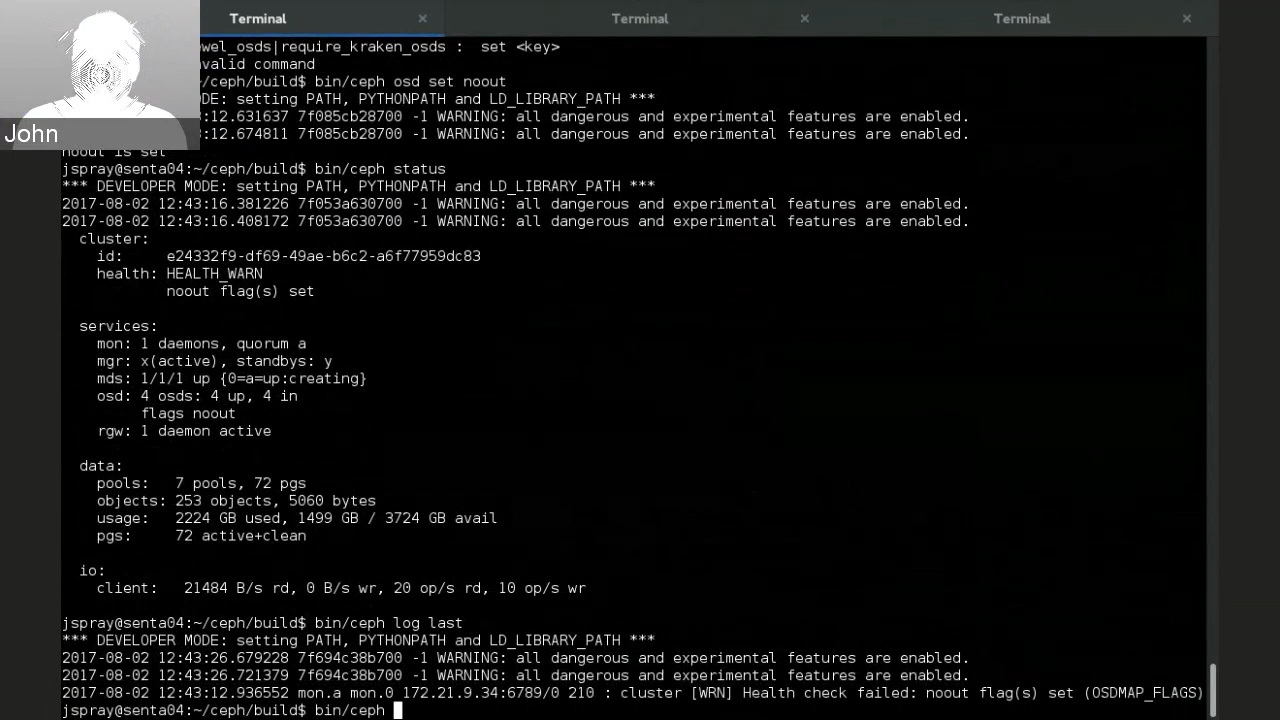 Terminal
Terminal
Terminal
ewel_osds|require_kraken_osds :  set <key>
nvalid command
~/ceph/build$ bin/ceph osd set noout
DE: setting PATH, PYTHONPATH and LD_LIBRARY_PATH ***
:12.631637 7f085cb28700 -1 WARNING: all dangerous and experimental features are enabled.
John
:12.674811 7f085cb28700 -1 WARNING: all dangerous and experimental features are enabled.
noout is set
jspray@senta04:~/ceph/build$ bin/ceph status
*** DEVELOPER MODE: setting PATH, PYTHONPATH and LD_LIBRARY_PATH ***
2017-08-02 12:43:16.381226 7f053a630700 -1 WARNING: all dangerous and experimental features are enabled.
2017-08-02 12:43:16.408172 7f053a630700 -1 WARNING: all dangerous and experimental features are enabled.
cluster:
id:     e24332f9-df69-49ae-b6c2-a6f77959dc83
health: HEALTH_WARN
noout flag(s) set
services:
mon: 1 daemons, quorum a
mgr: x(active), standbys: y
mds: 1/1/1 up {0=a=up:creating}
osd: 4 osds: 4 up, 4 in
flags noout
rgw: 1 daemon active
data:
pools:   7 pools, 72 pgs
objects: 253 objects, 5060 bytes
usage:   2224 GB used, 1499 GB / 3724 GB avail
pgs:     72 active+clean
io:
client:   21484 B/s rd, 0 B/s wr, 20 op/s rd, 10 op/s wr
jspray@senta04:~/ceph/build$ bin/ceph log last
*** DEVELOPER MODE: setting PATH, PYTHONPATH and LD_LIBRARY_PATH ***
2017-08-02 12:43:26.679228 7f694c38b700 -1 WARNING: all dangerous and experimental features are enabled.
2017-08-02 12:43:26.721379 7f694c38b700 -1 WARNING: all dangerous and experimental features are enabled.
2017-08-02 12:43:12.936552 mon.a mon.0 172.21.9.34:6789/0 210 : cluster [WRN] Health check failed: noout flag(s) set (OSDMAP_FLAGS)
jspray@senta04:~/ceph/build$ bin/ceph